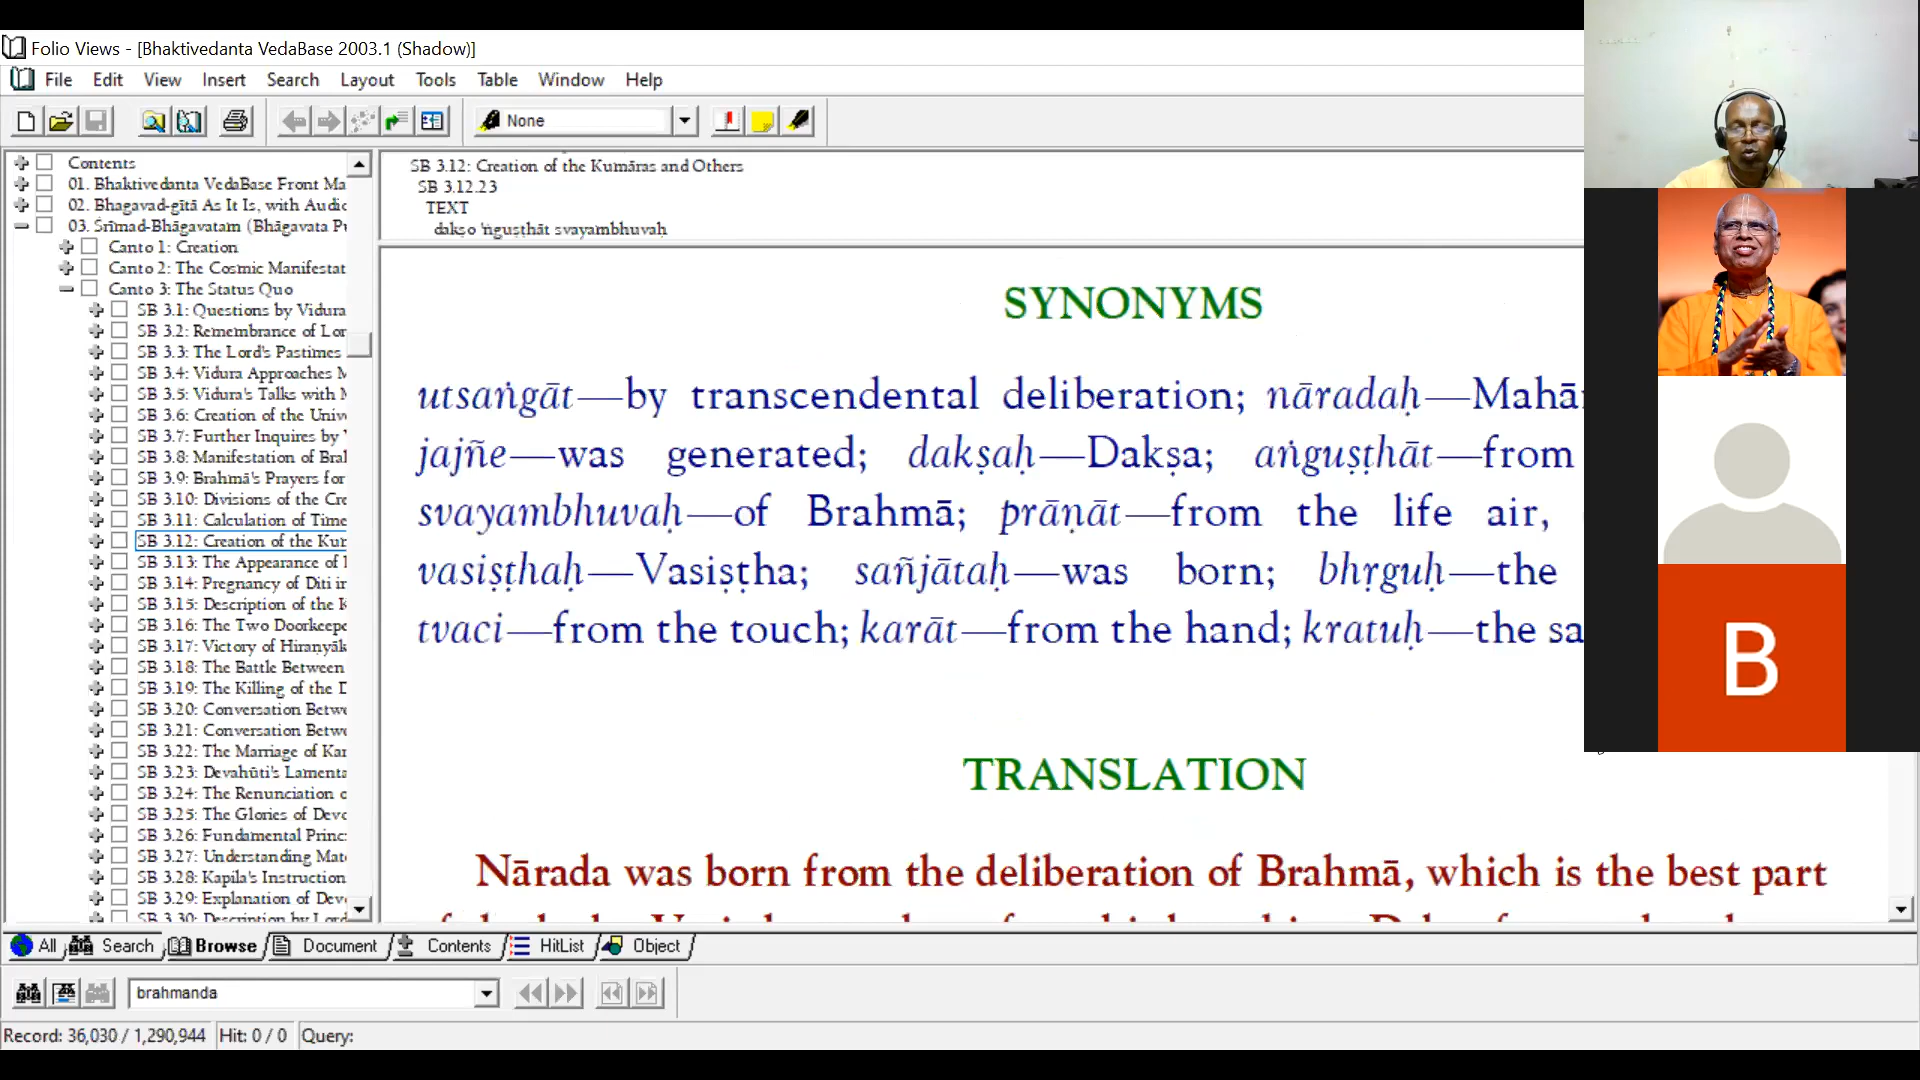 Folio Views - [Bhaktivedanta VedaBase 2003.1 (Shadow)]
File Edit View Insert Search Layout Tools Table Window Help
None
Contents
01. Bhaktivedanta VedaBase Front Ma
02. Bhagavad-gītā As It Is, with Audio
03. Śrīmad-Bhāgavatam (Bhāgavata Pu
Canto 1: Creation
Canto 2: The Cosmic Manifestat
Canto 3: The Status Quo
SB 3.1: Questions by Vidura
SB 3.2: Remembrance of Lor
SB 3.3: The Lord's Pastimes
SB 3.4: Vidura Approaches M
SB 3.5: Vidura's Talks with M
SB 3.6: Creation of the Univ
SB 3.7: Further Inquires by V
SB 3.8: Manifestation of Bral
SB 3.9: Brahmā's Prayers for
SB 3.10: Divisions of the Cre
SB 3.11: Calculation of Time
SB 3.12: Creation of the Kur
SB 3.13: The Appearance of I
SB 3.14: Pregnancy of Diti in
SB 3.15: Description of the K
SB 3.16: The Two Doorkeepe
SB 3.17: Victory of Hiraṇyāk
SB 3.18: The Battle Between
SB 3.19: The Killing of the D
SB 3.20: Conversation Betwe
SB 3.21: Conversation Betwe
SB 3.22: The Marriage of Kar
SB 3.23: Devahūti's Lamenta
SB 3.24: The Renunciation o
SB 3.25: The Glories of Devo
SB 3.26: Fundamental Princ
SB 3.27: Understanding Mate
SB 3.28: Kapila's Instruction
SB 3.29: Explanation of Devo
SB 3.30: Description by Lord
SB 3.12: Creation of the Kumāras and Others
SB 3.12.23
TEXT
dakṣo 'ṅguṣṭhāt svayambhuvaḥ
SYNONYMS
utsaṅgāt—by transcendental deliberation; nāradaḥ—Mahā
jajñe—was generated; dakṣaḥ—Dakṣa; aṅguṣṭhāt—from
svayambhuvaḥ—of Brahmā; prāṇāt—from the life air,
vasiṣṭhaḥ—Vasiṣṭha; sañjātaḥ—was born; bhṛguḥ—the
tvaci—from the touch; karāt—from the hand; kratuḥ—the sa
TRANSLATION
Nārada was born from the deliberation of Brahmā, which is the best part
B
All Search Browse Document Contents HitList Object
brahmanda
Record: 36,030 / 1,290,944 Hit: 0 / 0 Query: